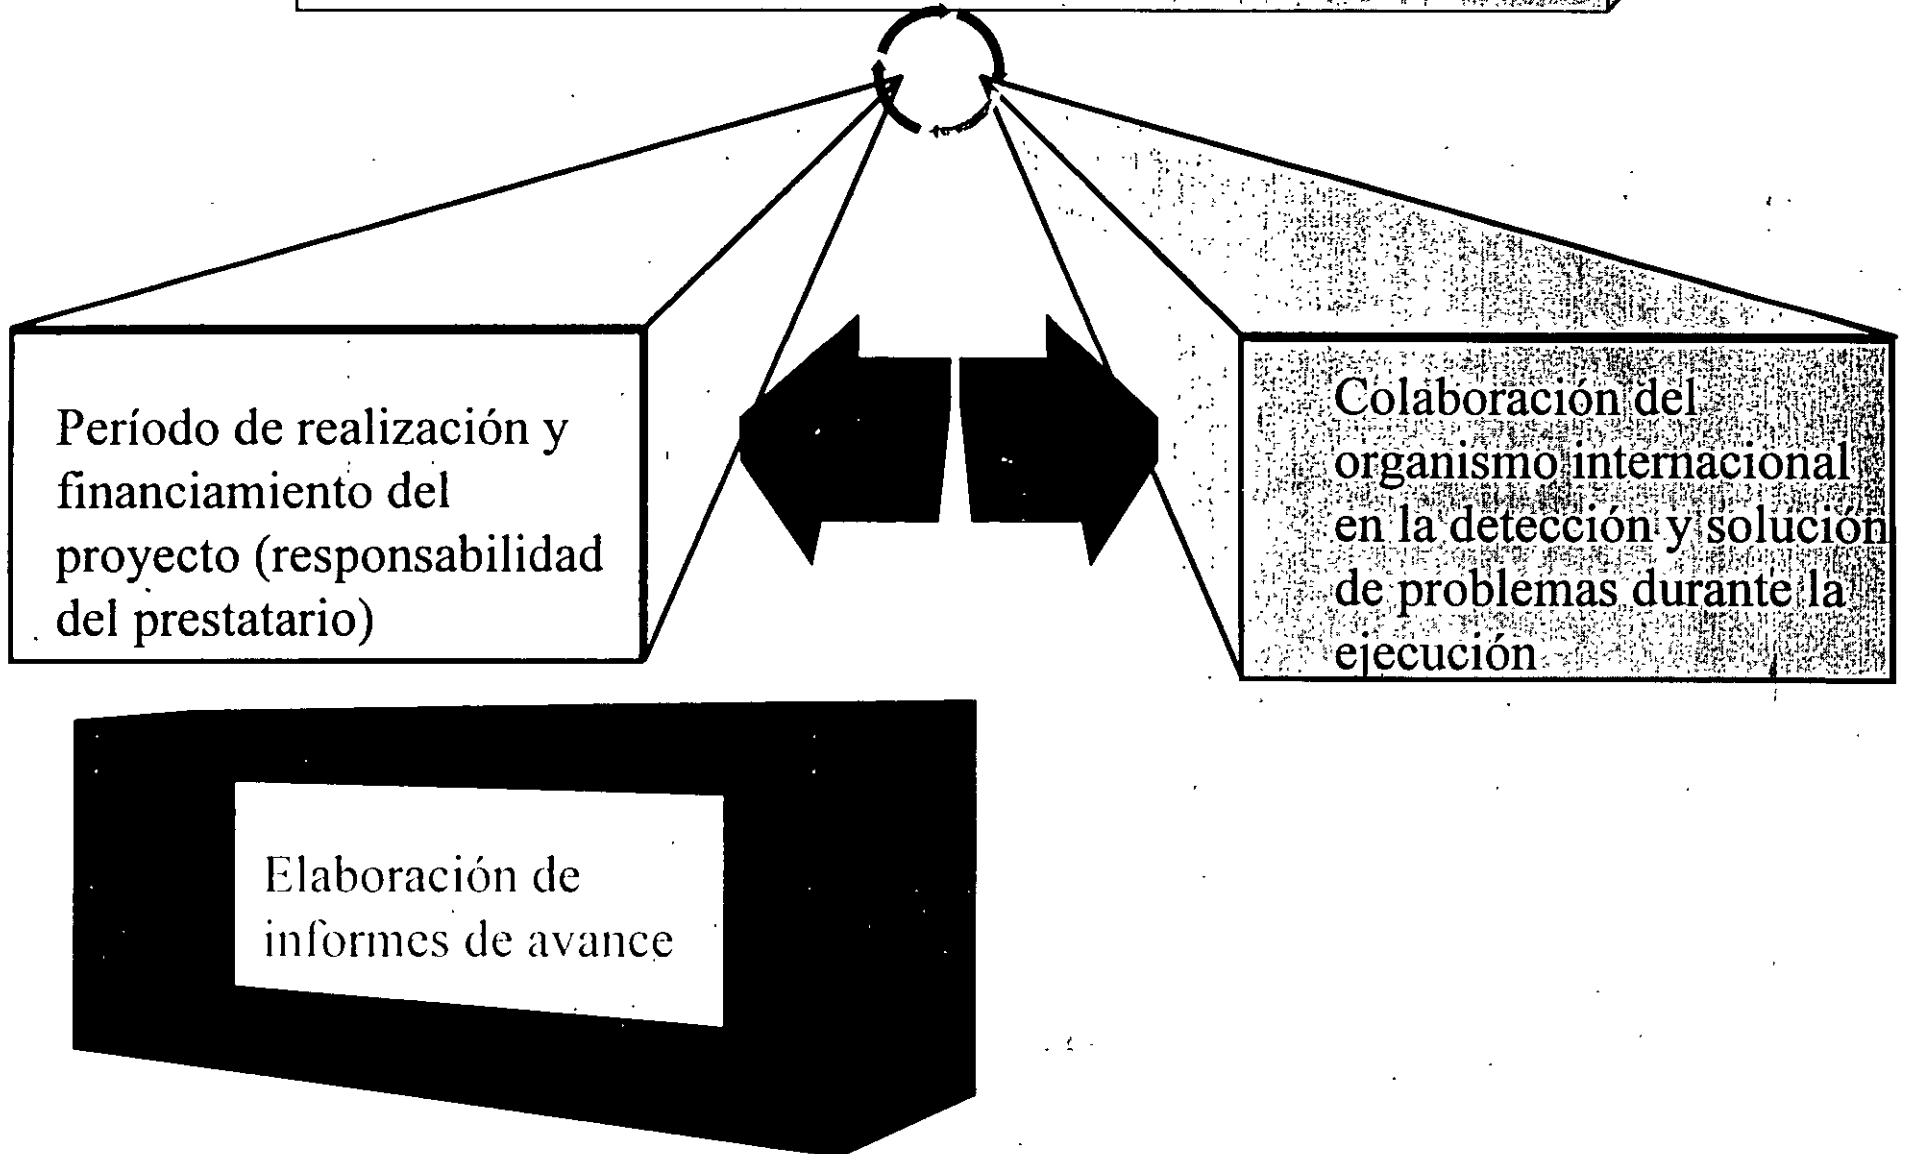 Período de realización y
financiamiento del
proyecto (responsabilidad
del prestatario)
Colaboración del
organismo internacional
en la detección y solución
de problemas durante la
ejecución
Elaboración de
informes de avance